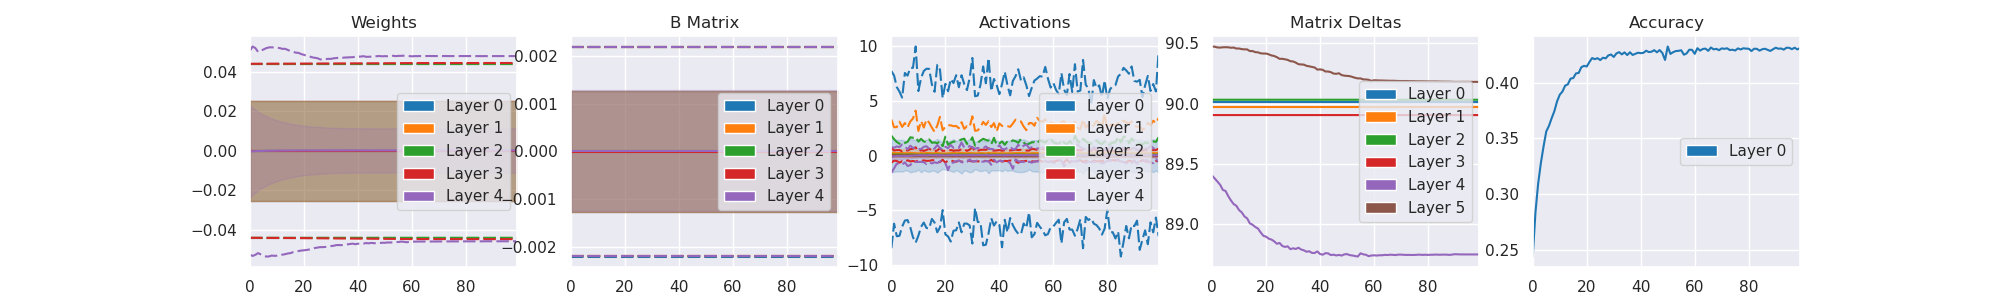 Weights
0.04
0.02
0.00
−0.02
−0.04
0
20
40
60
80
Layer 0
Layer 1
Layer 2
Layer 3
Layer 4
B Matrix
0.002
0.001
0.000
−0.001
−0.002
0
20
40
60
80
Layer 0
Layer 1
Layer 2
Layer 3
Layer 4
Activations
10
5
0
−5
−10
0
20
40
60
80
Layer 0
Layer 1
Layer 2
Layer 3
Layer 4
Matrix Deltas
90.5
90.0
89.5
89.0
0
20
40
60
80
Layer 0
Layer 1
Layer 2
Layer 3
Layer 4
Layer 5
Accuracy
0.40
0.35
0.30
0.25
0
20
40
60
80
Layer 0